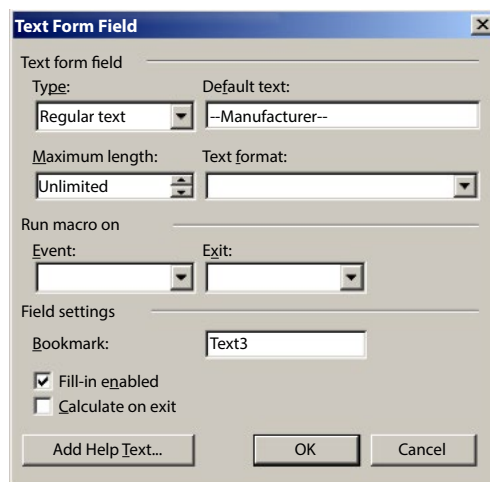 Text Form Field
Text form field
Type: Default text:
Regular text --Manufacturer--
Maximum length: Text format:
Unlimited
Run macro on
Event: Exit:
Field settings
Bookmark: Text3
Fill-in enabled
Calculate on exit
Add Help Text... OK Cancel